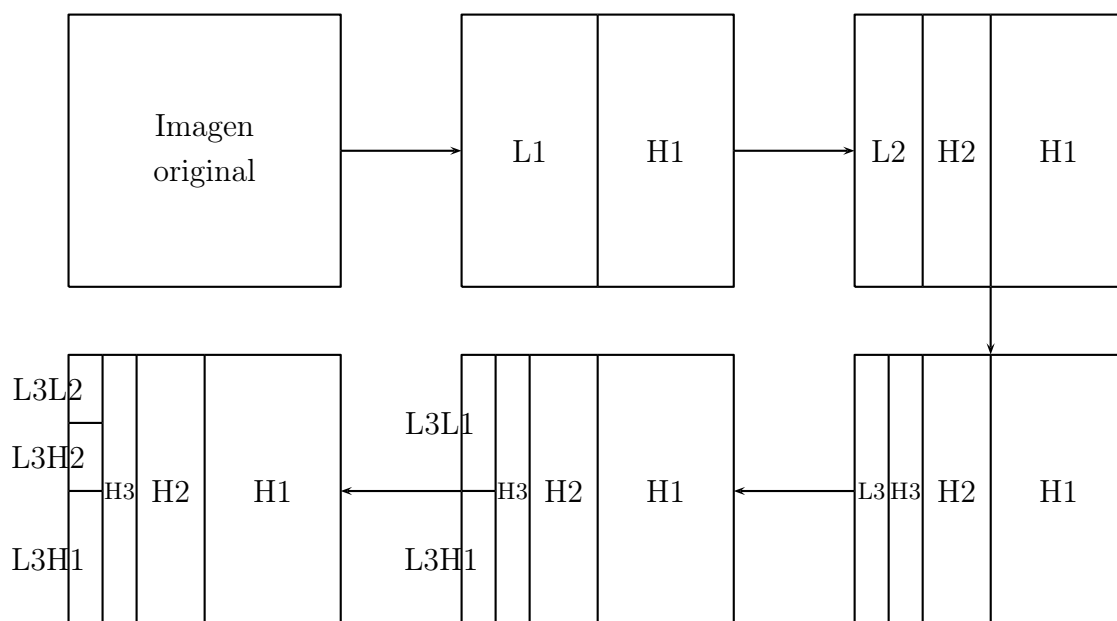 Imagen
original
L1 H1
L2 H2 H1
L3L2
L3H2
L3H1
H3 H2 H1
L3L1
L3H1
H3 H2 H1
L3 H3 H2 H1